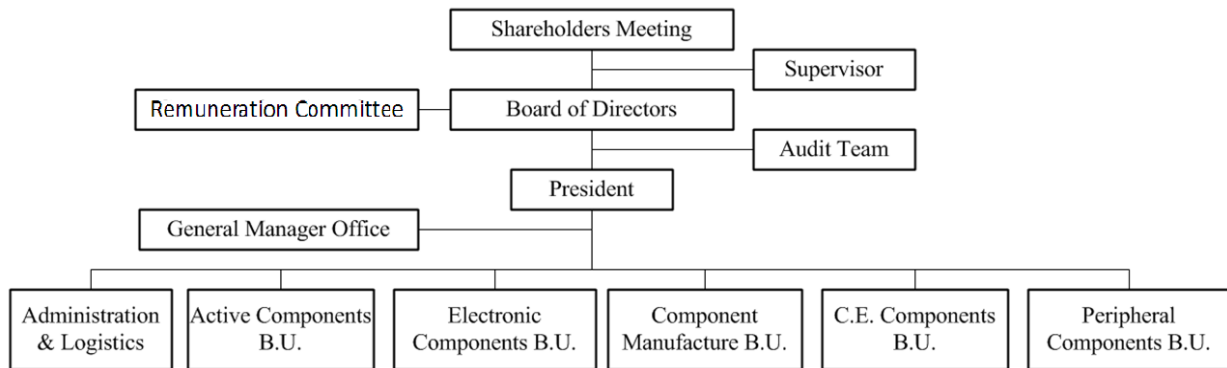 Shareholders Meeting
Supervisor
Remuneration Committee
Board of Directors
Audit Team
President
General Manager Office
Administration
& Logistics
Active Components
B.U.
Electronic
Components B.U.
Component
Manufacture B.U.
C.E. Components
B.U.
Peripheral
Components B.U.